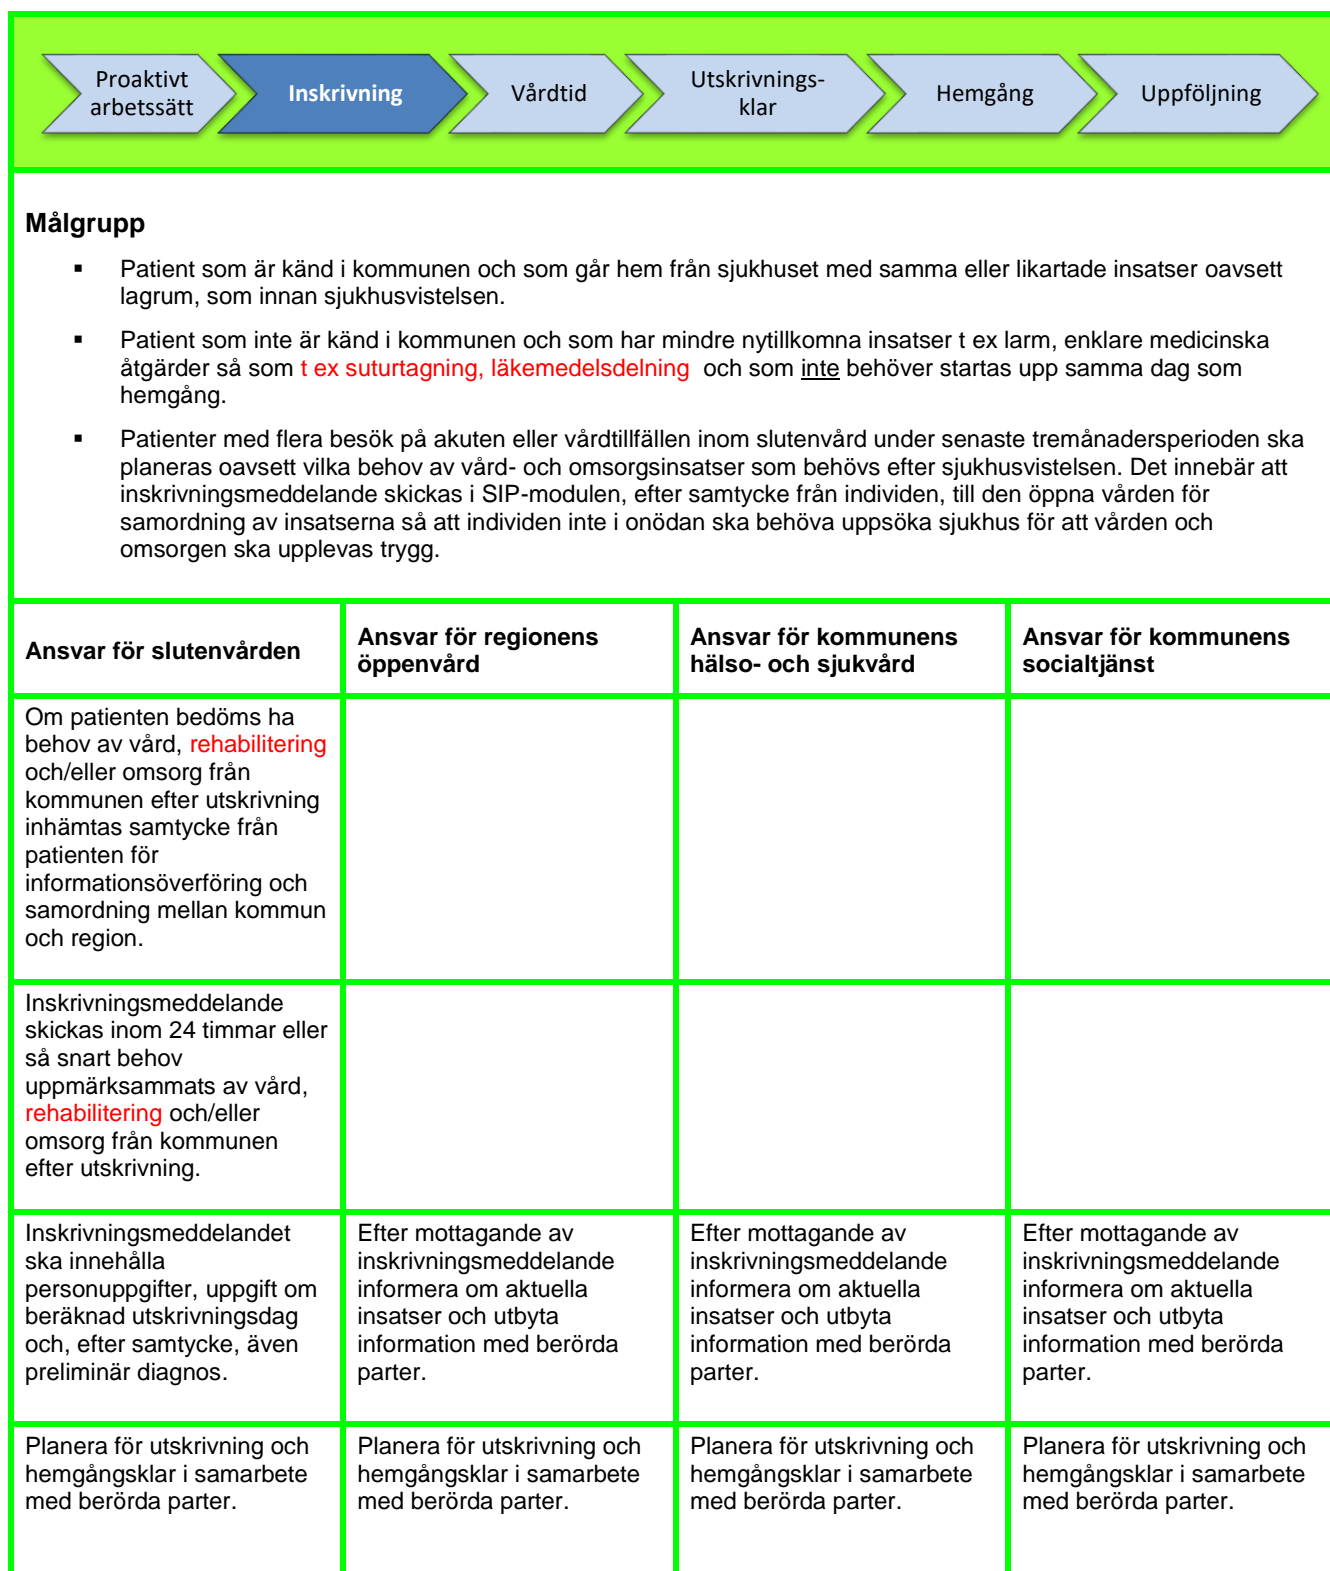 Proaktivt
arbetssätt
Inskrivning
Vårdtid
Utskrivnings-
klar
Hemgång
Uppföljning
Målgrupp
▪ Patient som är känd i kommunen och som går hem från sjukhuset med samma eller likartade insatser oavsett
lagrum, som innan sjukhusvistelsen.
▪ Patient som inte är känd i kommunen och som har mindre nytillkomna insatser t ex larm, enklare medicinska
åtgärder så som t ex suturtagning, läkemedelsdelning och som inte behöver startas upp samma dag som
hemgång.
▪ Patienter med flera besök på akuten eller vårdtillfällen inom slutenvård under senaste tremånadersperioden ska
planeras oavsett vilka behov av vård- och omsorgsinsatser som behövs efter sjukhusvistelsen. Det innebär att
inskrivningsmeddelande skickas i SIP-modulen, efter samtycke från individen, till den öppna vården för
samordning av insatserna så att individen inte i onödan ska behöva uppsöka sjukhus för att vården och
omsorgen ska upplevas trygg.
Ansvar för slutenvården
Ansvar för regionens
öppenvård
Ansvar för kommunens
hälso- och sjukvård
Ansvar för kommunens
socialtjänst
Om patienten bedöms ha
behov av vård, rehabilitering
och/eller omsorg från
kommunen efter utskrivning
inhämtas samtycke från
patienten för
informationsöverföring och
samordning mellan kommun
och region.
Inskrivningsmeddelande
skickas inom 24 timmar eller
så snart behov
uppmärksammats av vård,
rehabilitering och/eller
omsorg från kommunen
efter utskrivning.
Inskrivningsmeddelandet
ska innehålla
personuppgifter, uppgift om
beräknad utskrivningsdag
och, efter samtycke, även
preliminär diagnos.
Efter mottagande av
inskrivningsmeddelande
informera om aktuella
insatser och utbyta
information med berörda
parter.
Efter mottagande av
inskrivningsmeddelande
informera om aktuella
insatser och utbyta
information med berörda
parter.
Efter mottagande av
inskrivningsmeddelande
informera om aktuella
insatser och utbyta
information med berörda
parter.
Planera för utskrivning och
hemgångsklar i samarbete
med berörda parter.
Planera för utskrivning och
hemgångsklar i samarbete
med berörda parter.
Planera för utskrivning och
hemgångsklar i samarbete
med berörda parter.
Planera för utskrivning och
hemgångsklar i samarbete
med berörda parter.